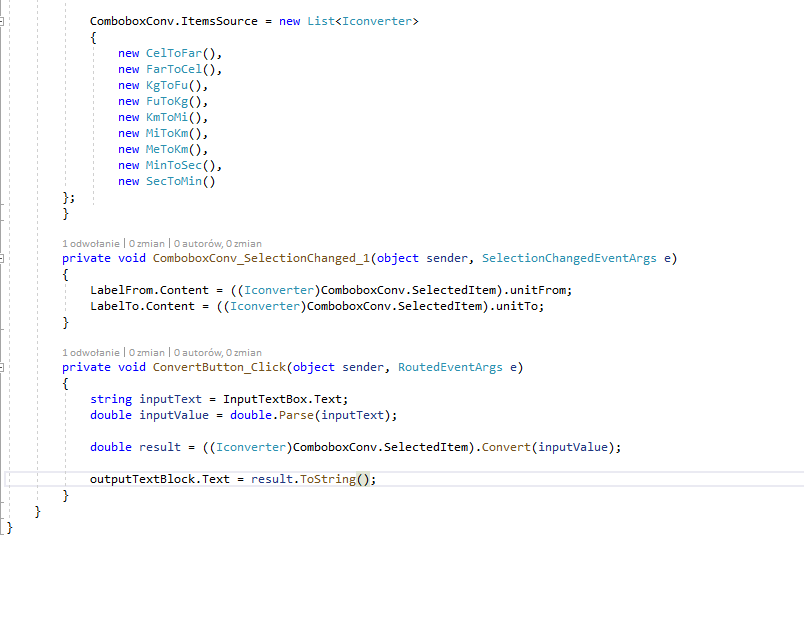 ComboboxConv.ItemsSource = new List<Iconverter>
{
new CelToFar(),
new FarToCel(),
new KgToFu(),
new FuToKg(),
new KmToMi(),
new MiToKm(),
new MeToKm(),
new MinToSec(),
new SecToMin()
};
}
1 odwołanie | 0 zmian | 0 autorów, 0 zmian
private void ComboboxConv_SelectionChanged_1(object sender, SelectionChangedEventArgs e)
{
LabelFrom.Content = ((Iconverter)ComboboxConv.SelectedItem).unitFrom;
LabelTo.Content = ((Iconverter)ComboboxConv.SelectedItem).unitTo;
}
1 odwołanie | 0 zmian | 0 autorów, 0 zmian
private void ConvertButton_Click(object sender, RoutedEventArgs e)
{
string inputText = InputTextBox.Text;
double inputValue = double.Parse(inputText);
double result = ((Iconverter)ComboboxConv.SelectedItem).Convert(inputValue);
outputTextBlock.Text = result.ToString();
}
}
}